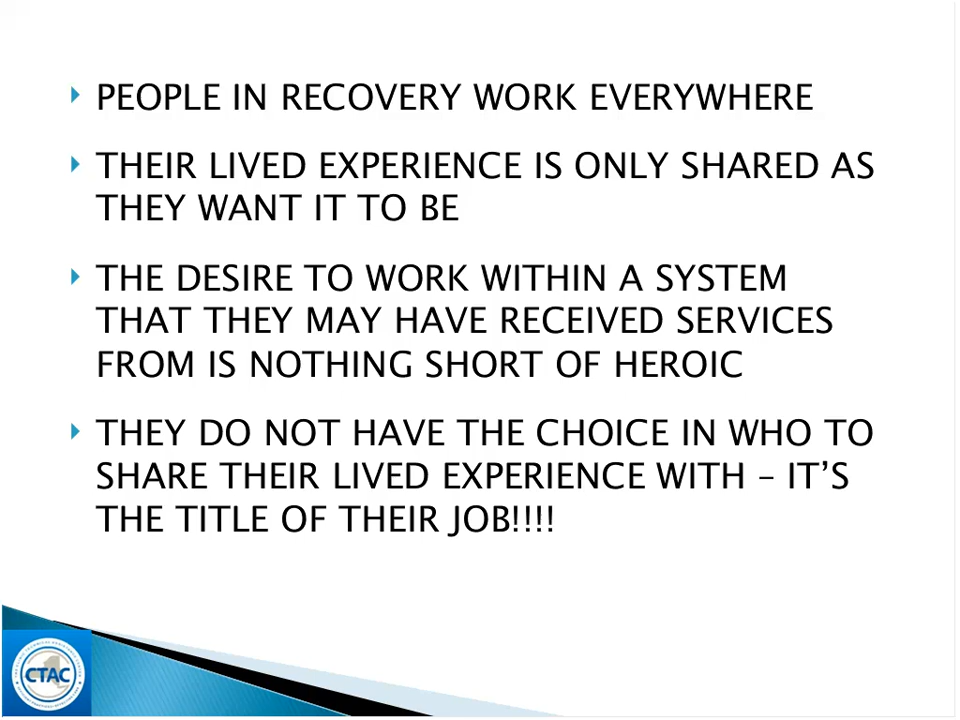 PEOPLE IN RECOVERY WORK EVERYWHERE
THEIR LIVED EXPERIENCE IS ONLY SHARED AS
THEY WANT IT TO BE
THE DESIRE TO WORK WITHIN A SYSTEM
THAT THEY MAY HAVE RECEIVED SERVICES
FROM IS NOTHING SHORT OF HEROIC
THEY DO NOT HAVE THE CHOICE IN WHO TO
SHARE THEIR LIVED EXPERIENCE WITH – IT’S
THE TITLE OF THEIR JOB!!!!
CTAC